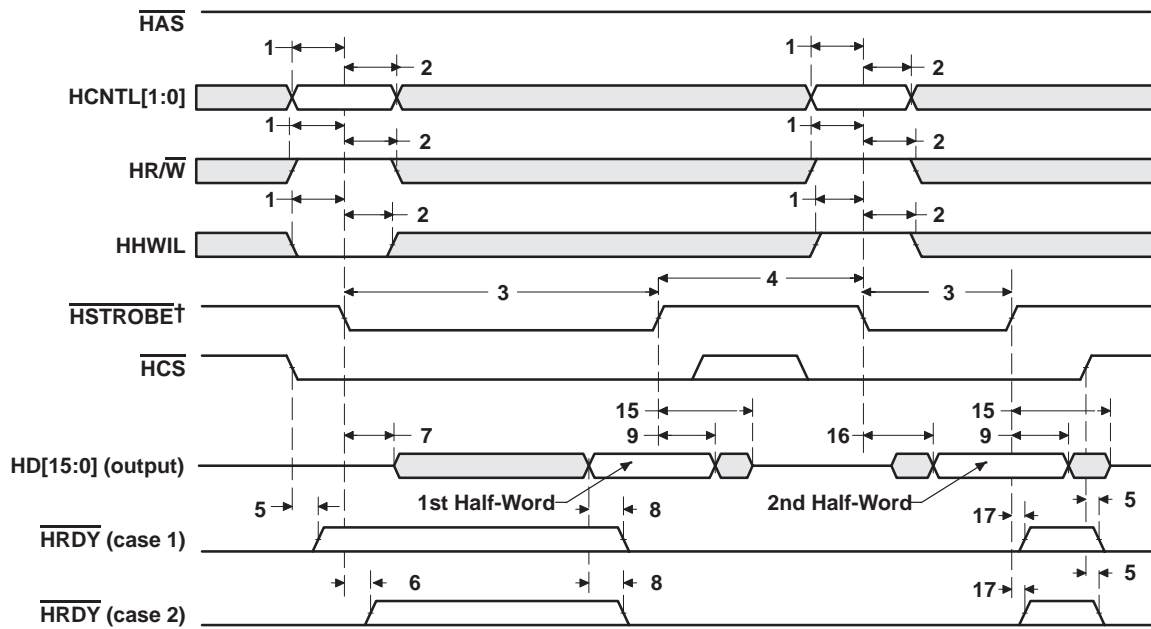 HAS
1 1
2 2
HCNTL[1:0]
1 1
2 2
HR/W
1 1
2 2
HHWIL
4
3 3
HSTROBE†
HCS
15 15
7 9 16 9
HD[15:0] (output)
1st Half-Word 2nd Half-Word
5 8 17 5
HRDY (case 1)
6 8 17 5
HRDY (case 2)